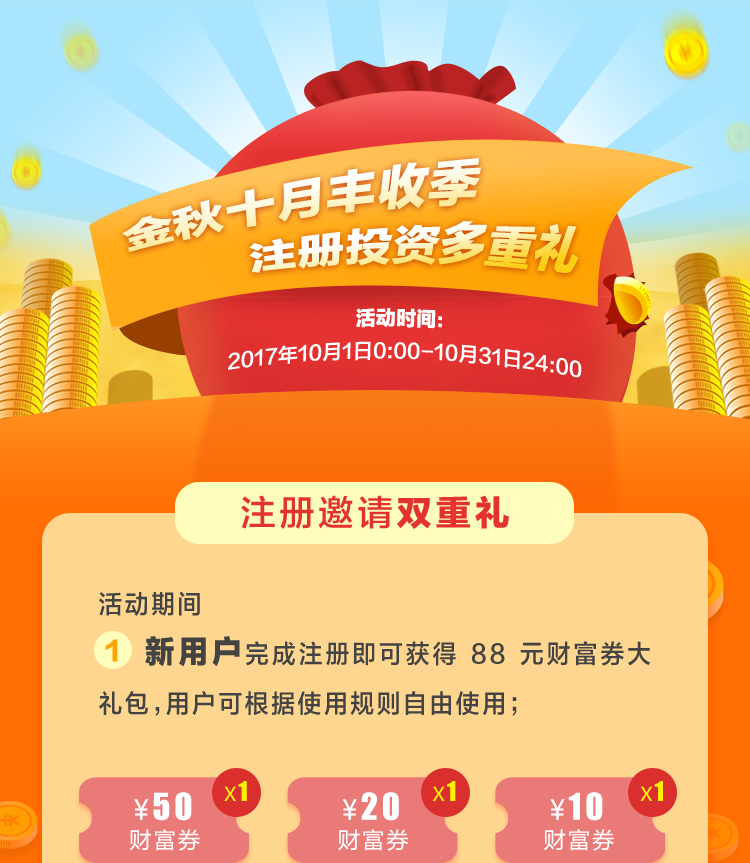 金秋十月丰收季
注册投资多重礼
活动时间:
2017年10月1日0:00-10月31日24:00
注册邀请双重礼
活动期间
1 新用户完成注册即可获得 88 元财富券大
礼包,用户可根据使用规则自由使用;
¥50 x1 ¥20 x1 ¥10 x1
财富券 财富券 财富券